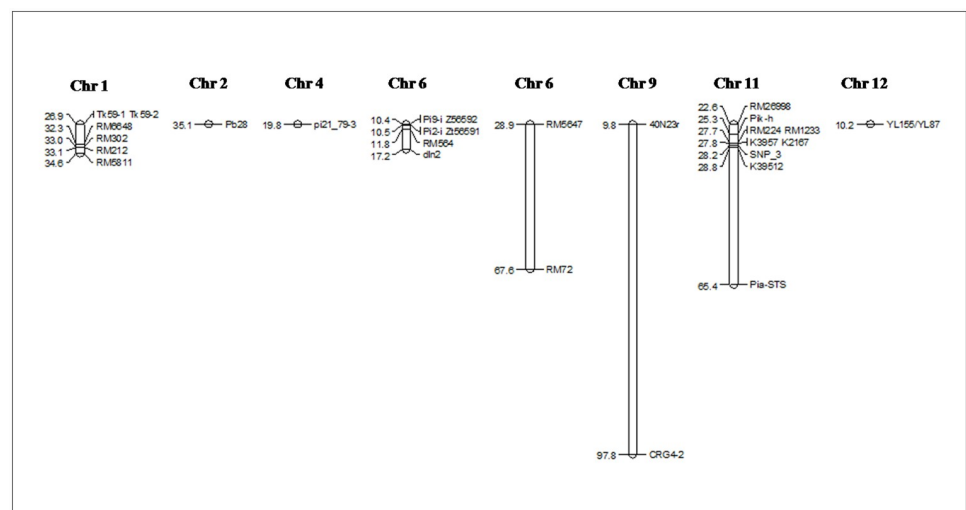 Chr 1
26.9 Tk59-1 Tk59-2
32.3 RM6648
33.0 RM302
33.1 RM212
34.6 RM5811
Chr 2
35.1 Pb28
Chr 4
19.8 pi21_79-3
Chr 6
10.4 Pi9-i Z56592
10.5 Pi2-i Zt56591
11.8 RM564
17.2 dln2
Chr 6
28.9 RM5647
67.6 RM72
Chr 9
9.8 40N23r
97.8 CRG4-2
Chr 11
22.6 RM26998
25.3 Pik-h
27.7 RM224 RM1233
27.8 K3957 K2167
28.2 SNP_3
28.8 K39512
65.4 Pia-STS
Chr 12
10.2 YL155/YL87